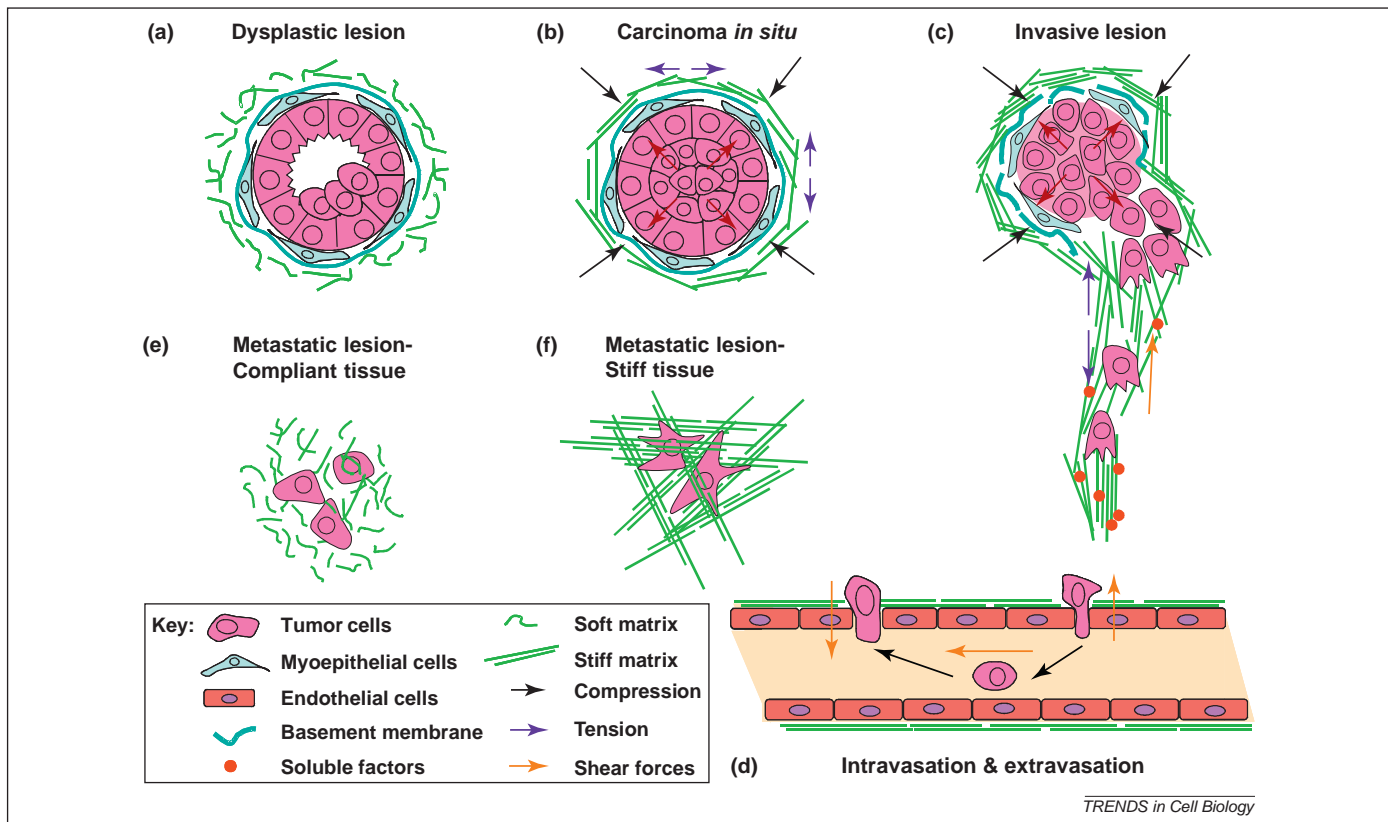 (a) Dysplastic lesion
(b) Carcinoma in situ
(c) Invasive lesion
(e) Metastatic lesion-
Compliant tissue
(f) Metastatic lesion-
Stiff tissue
Key:
Tumor cells
Myoepithelial cells
Endothelial cells
Basement membrane
Soluble factors
Soft matrix
Stiff matrix
Compression
Tension
Shear forces
(d) Intravasation & extravasation
TRENDS in Cell Biology